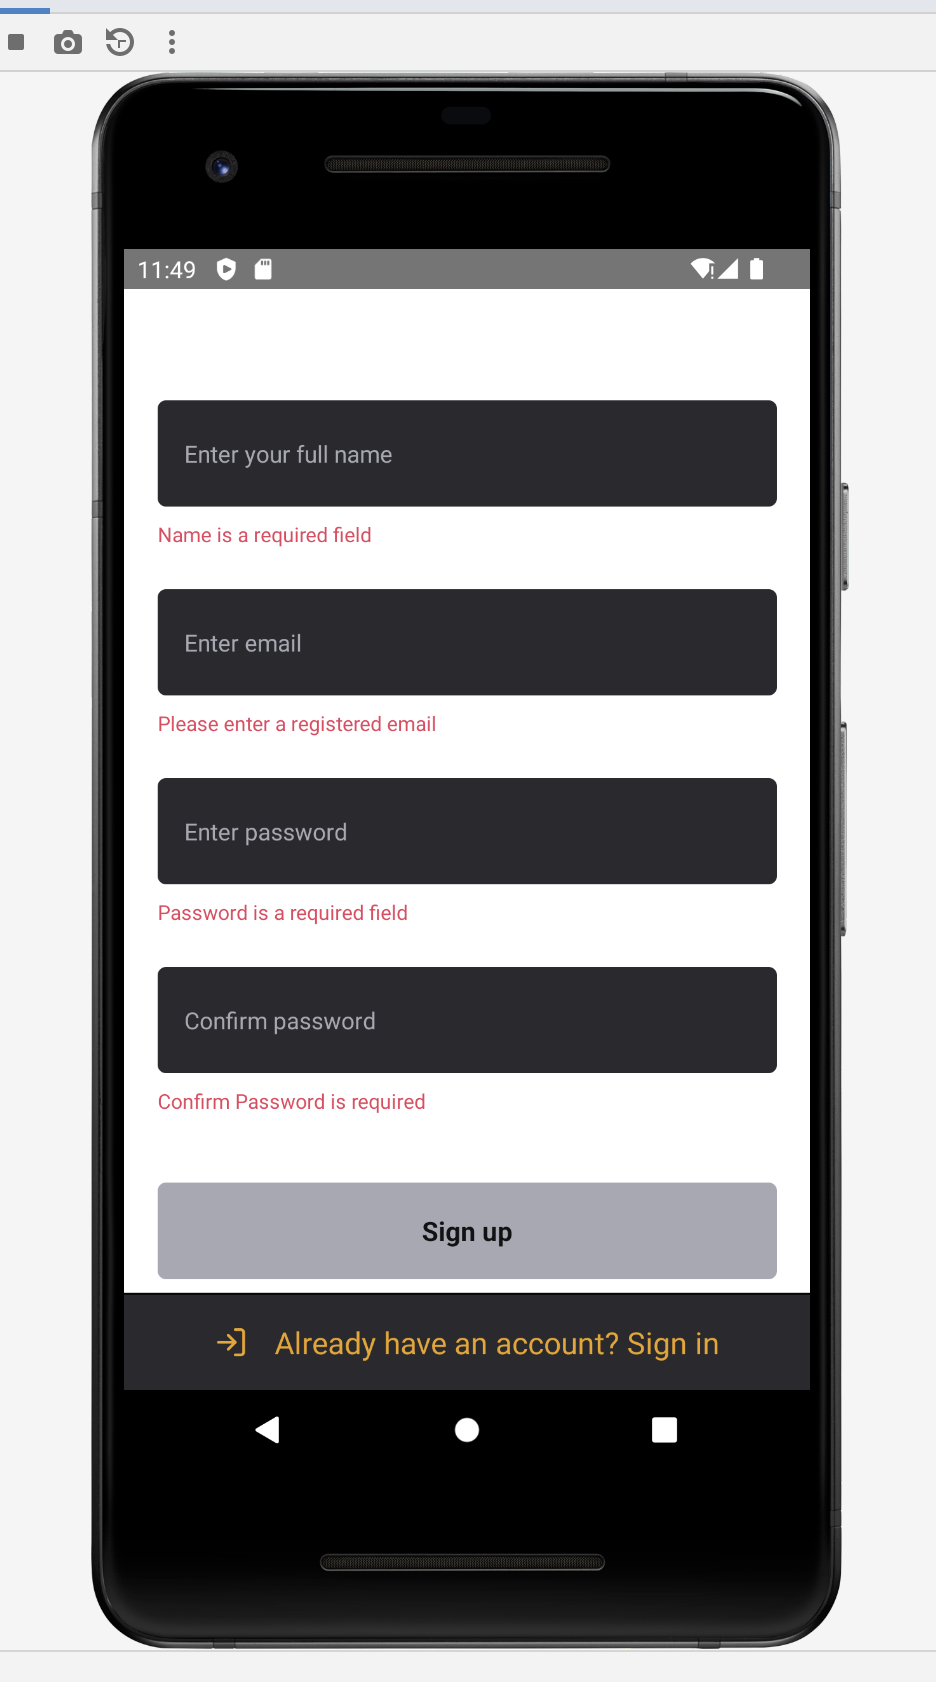 11:49
Enter your full name
Name is a required field
Enter email
Please enter a registered email
Enter password
Password is a required field
Confirm password
Confirm Password is required
Sign up
Already have an account? Sign in